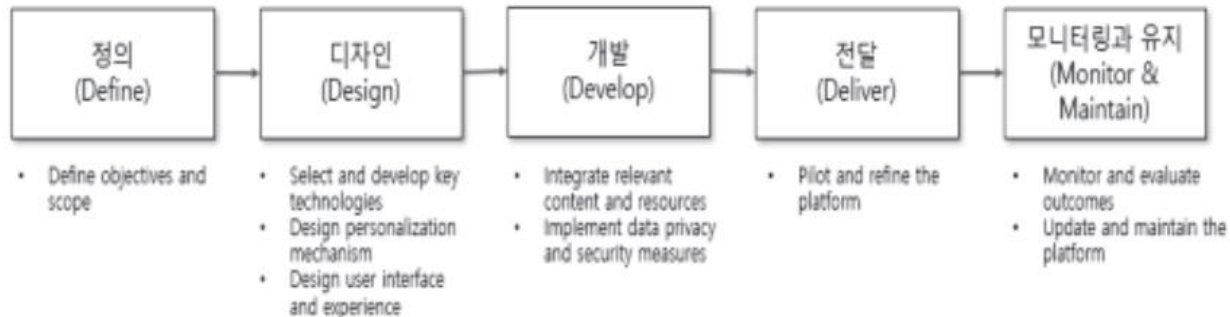 정의
(Define)
디자인
(Design)
개발
(Develop)
전달
(Deliver)
모니터링과 유지
(Monitor &
Maintain)
• Define objectives and
scope
• Select and develop key
technologies
• Design personalization
mechanism
• Design user interface
and experience
• Integrate relevant
content and resources
• Implement data privacy
and security measures
• Pilot and refine the
platform
• Monitor and evaluate
outcomes
• Update and maintain the
platform